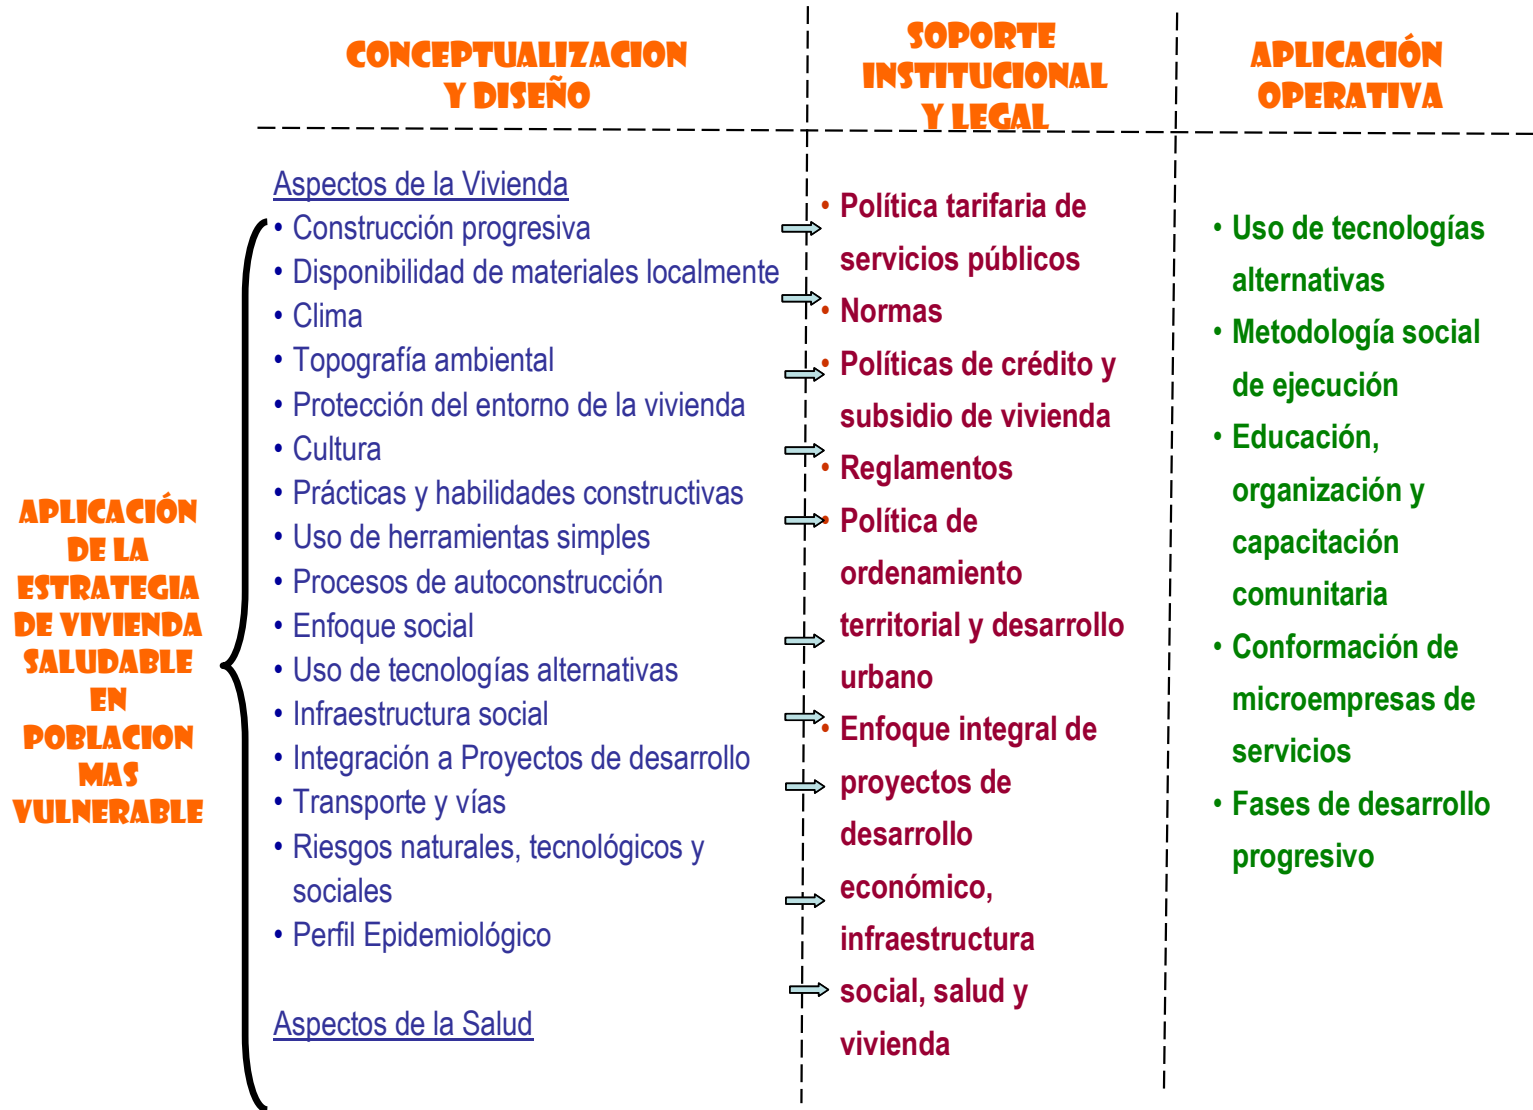 CONCEPTUALIZACION
Y DISEÑO
SOPORTE
INSTITUCIONAL
Y LEGAL
APLICACIÓN
OPERATIVA
APLICACIÓN
DE LA
ESTRATEGIA
DE VIVIENDA
SALUDABLE
EN
POBLACION
MAS
VULNERABLE
Aspectos de la Vivienda
• Construcción progresiva
• Disponibilidad de materiales localmente
• Clima
• Topografía ambiental
• Protección del entorno de la vivienda
• Cultura
• Prácticas y habilidades constructivas
• Uso de herramientas simples
• Procesos de autoconstrucción
• Enfoque social
• Uso de tecnologías alternativas
• Infraestructura social
• Integración a Proyectos de desarrollo
• Transporte y vías
• Riesgos naturales, tecnológicos y
sociales
• Perfil Epidemiológico
Aspectos de la Salud
• Política tarifaria de
servicios públicos
• Normas
• Políticas de crédito y
subsidio de vivienda
• Reglamentos
• Política de
ordenamiento
territorial y desarrollo
urbano
• Enfoque integral de
proyectos de
desarrollo
económico,
infraestructura
social, salud y
vivienda
• Uso de tecnologías
alternativas
• Metodología social
de ejecución
• Educación,
organización y
capacitación
comunitaria
• Conformación de
microempresas de
servicios
• Fases de desarrollo
progresivo